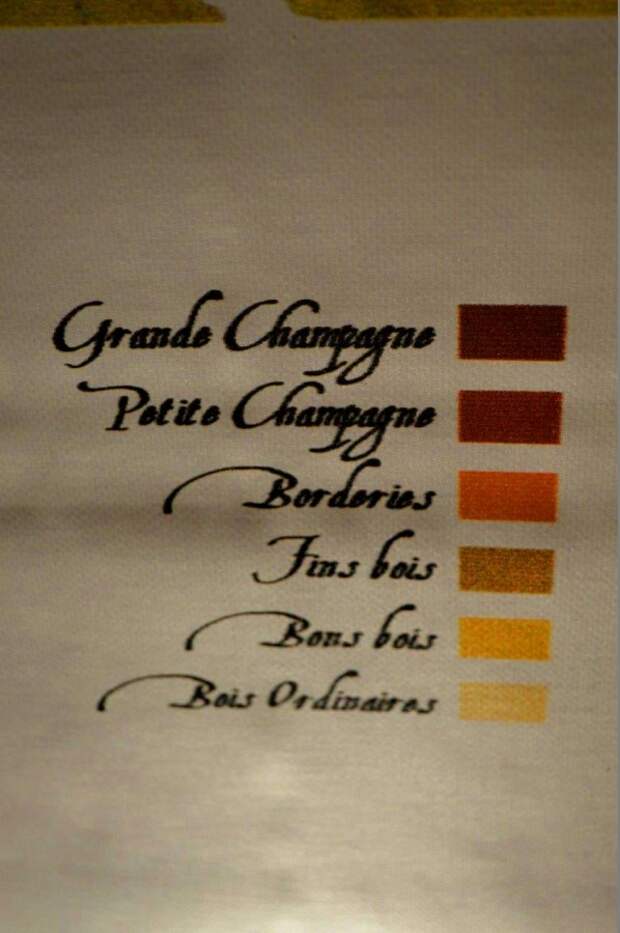 Grande Champagne
Petite Champagne
Borderies
Fins bois
Bons bois
Bois Ordinaires